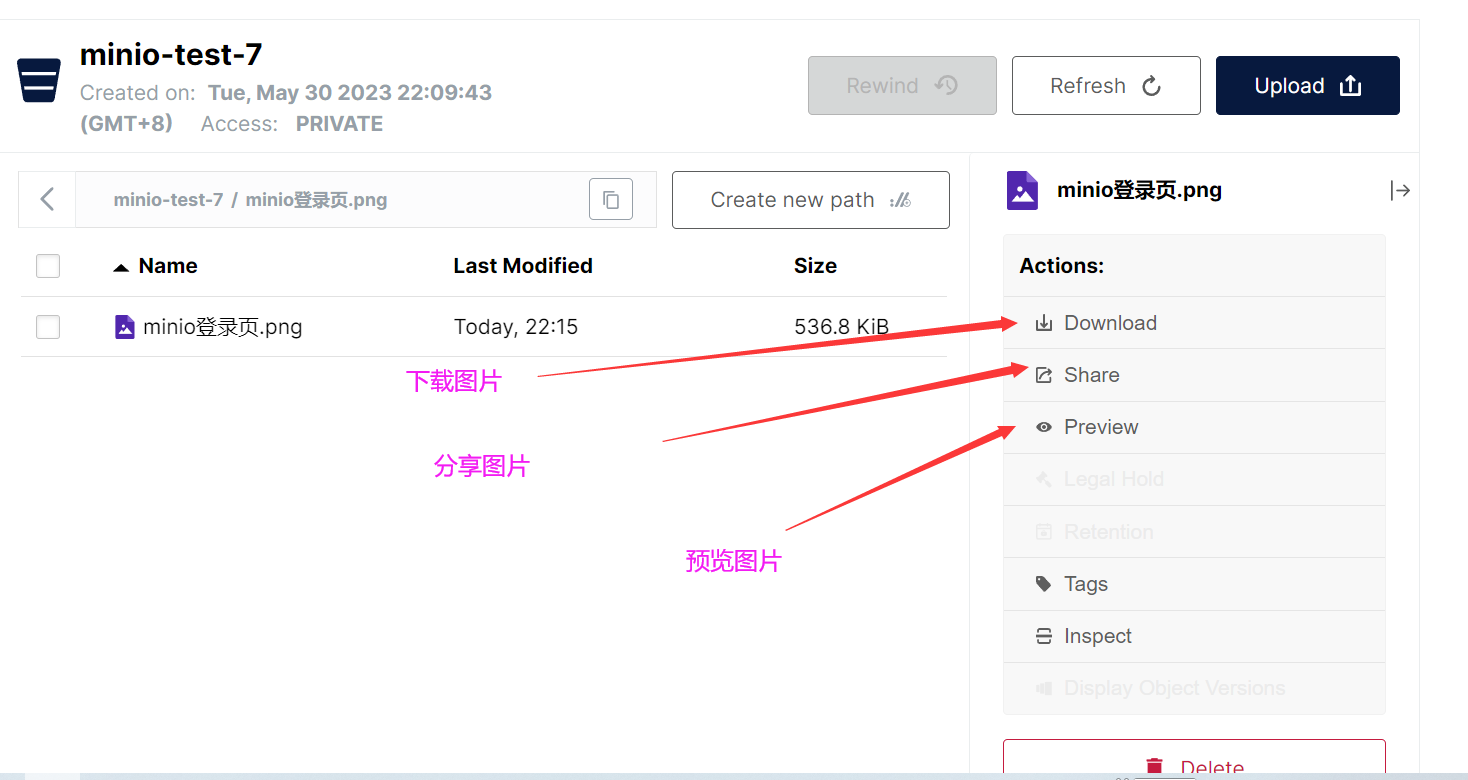 minio-test-7
Created on: Tue, May 30 2023 22:09:43
(GMT+8) Access: PRIVATE
Rewind
Refresh
Upload
minio-test-7 / minio登录页.png
Create new path
Name
Last Modified
Size
minio登录页.png
Today, 22:15
536.8 KiB
下载图片
分享图片
预览图片
minio登录页.png
Actions:
Download
Share
Preview
Legal Hold
Retention
Tags
Inspect
Display Object Versions
Delete